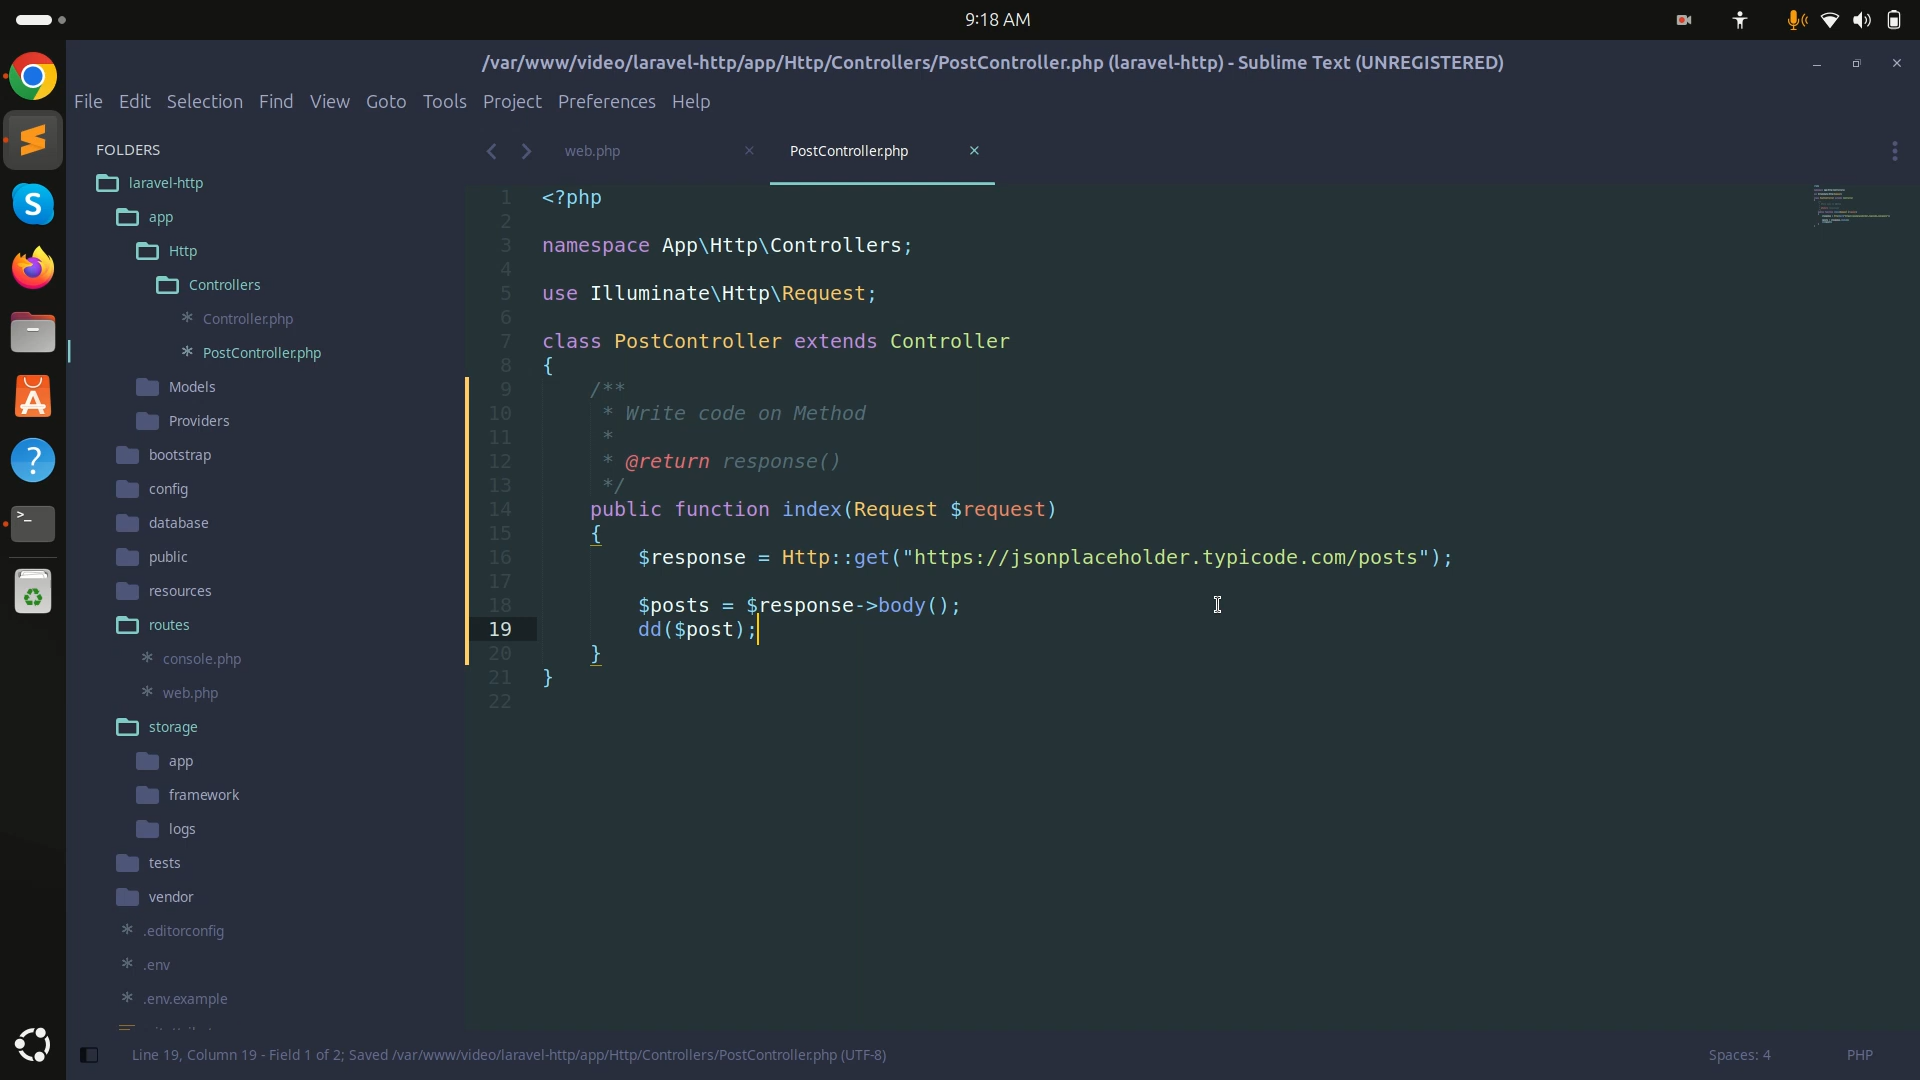 9:18 AM
/var/www/video/laravel-http/app/Http/Controllers/PostController.php (laravel-http) - Sublime Text (UNREGISTERED)
File Edit Selection Find View Goto Tools Project Preferences Help
FOLDERS
laravel-http
app
Http
Controllers
Controller.php
PostController.php
Models
Providers
bootstrap
config
database
public
resources
routes
console.php
web.php
storage
app
framework
logs
tests
vendor
.editorconfig
.env
.env.example
web.php
PostController.php
1 <?php
2
3 namespace App\Http\Controllers;
4
5 use Illuminate\Http\Request;
6
7 class PostController extends Controller
8 {
9 /**
10 * Write code on Method
11 *
12 * @return response()
13 */
14 public function index(Request $request)
15 {
16 $response = Http::get("https://jsonplaceholder.typicode.com/posts");
17
18 $posts = $response->body();
19 dd($post);
20 }
21 }
22
Line 19, Column 19 - Field 1 of 2; Saved /var/www/video/laravel-http/app/Http/Controllers/PostController.php (UTF-8)
Spaces: 4
PHP